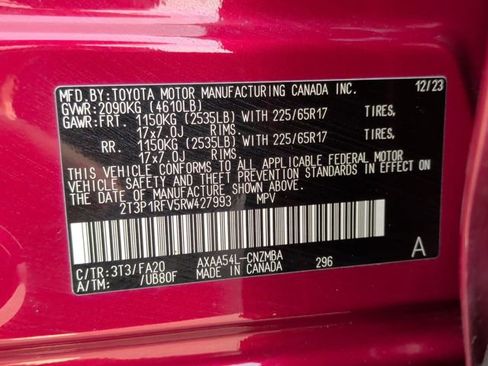 MFD.BY:TOYOTA MOTOR MANUFACTURING CANADA INC. 12/23
GVWR:2090KG (4610LB)
GAWR:FRT. 1150KG (2535LB) WITH 225/65R17 TIRES,
17x7.0J RIMS.
RR. 1150KG (2535LB) WITH 225/65R17 TIRES,
17x7.0J RIMS.
THIS VEHICLE CONFORMS TO ALL APPLICABLE FEDERAL MOTOR
VEHICLE SAFETY AND THEFT PREVENTION STANDARDS IN EFFECT ON
THE DATE OF MANUFACTURE SHOWN ABOVE.
2T3P1RFV5RW427993 MPV
C/TR:3T3/FA20 AXAA54L-CNZMBA 296 A
A/TM: /UB80F MADE IN CANADA